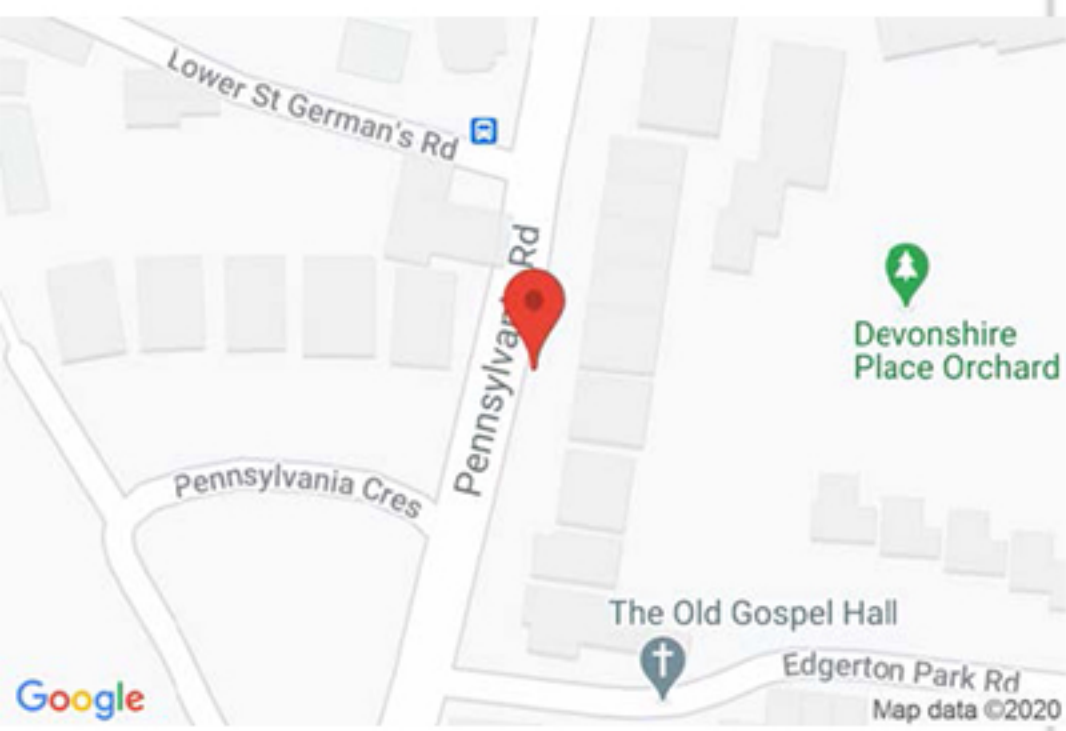 Lower St German's Rd
Pennsylvania Rd
Devonshire
Place Orchard
Pennsylvania Cres
The Old Gospel Hall
Edgerton Park Rd
Google
Map data ©2020